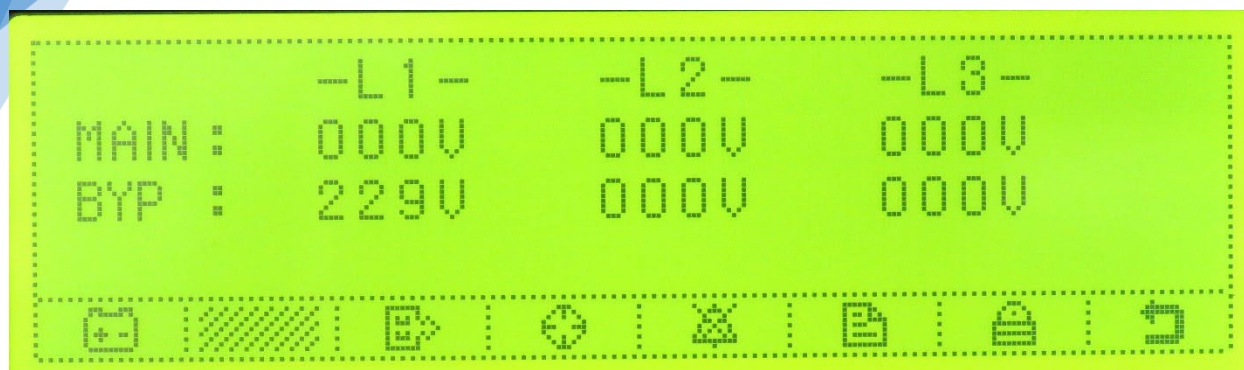 -L1- -L2- -L3-
MAIN: 000V 000V 000V
BYP : 229V 000V 000V